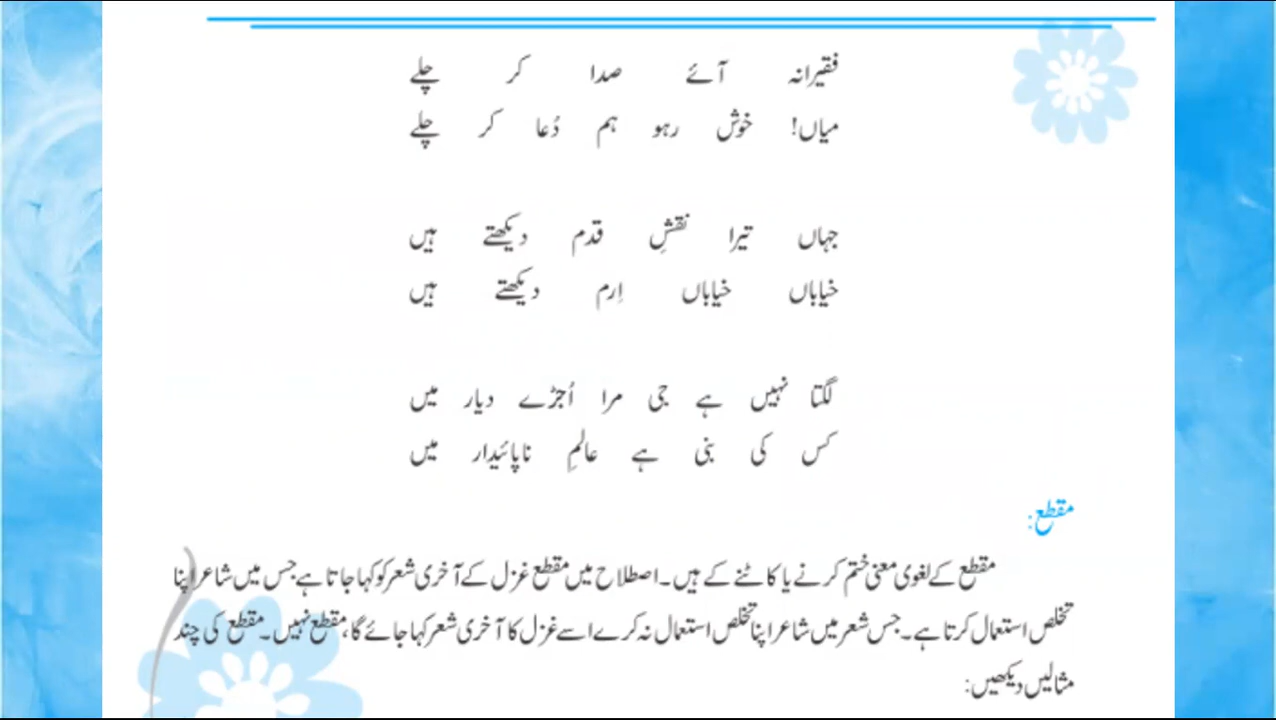 فقیرانہ آئے صدا کر چلے
میاں! خوش رہو ہم دُعا کر چلے
جہاں تیرا نقشِ قدم دیکھتے ہیں
خیاباں خیاباں اِرم دیکھتے ہیں
لگتا نہیں ہے جی مرا اُجڑے دیار میں
کس کی بنی ہے عالمِ ناپائیدار میں
مقطع:
مقطع کے لغوی معنی ختم کرنے یا کاٹنے کے ہیں۔ اصطلاح میں مقطع غزل کے آخری شعر کو کہا جاتا ہے جس میں شاعر اپنا
تخلص استعمال کرتا ہے۔ جس شعر میں شاعر اپنا تخلص استعمال نہ کرے اسے غزل کا آخری شعر کہا جائے گا، مقطع نہیں۔ مقطع کی چند
مثالیں دیکھیں: